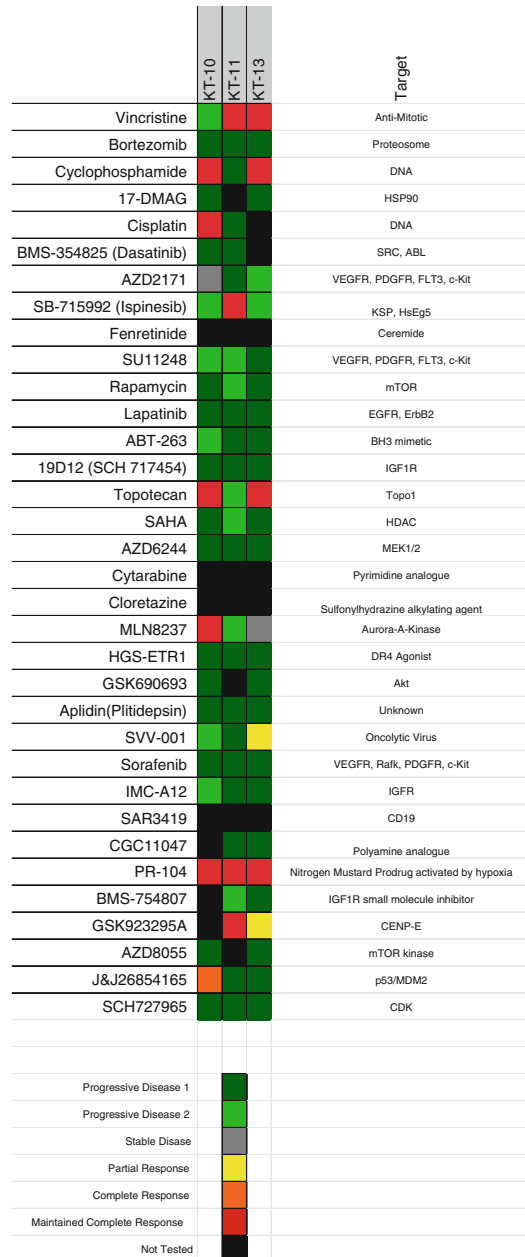 KT-10 KT-11 KT-13 Target
Vincristine Anti-Mitotic
Bortezomib Proteosome
Cyclophosphamide DNA
17-DMAG HSP90
Cisplatin DNA
BMS-354825 (Dasatinib) SRC, ABL
AZD2171 VEGFR, PDGFR, FLT3, c-Kit
SB-715992 (Ispinesib) KSP, HsEg5
Fenretinide Ceremide
SU11248 VEGFR, PDGFR, FLT3, c-Kit
Rapamycin mTOR
Lapatinib EGFR, ErbB2
ABT-263 BH3 mimetic
19D12 (SCH 717454) IGF1R
Topotecan Topo1
SAHA HDAC
AZD6244 MEK1/2
Cytarabine Pyrimidine analogue
Cloretazine Sulfonylhydrazine alkylating agent
MLN8237 Aurora-A-Kinase
HGS-ETR1 DR4 Agonist
GSK690693 Akt
Aplidin(Plitidepsin) Unknown
SVV-001 Oncolytic Virus
Sorafenib VEGFR, Rafk, PDGFR, c-Kit
IMC-A12 IGFR
SAR3419 CD19
CGC11047 Polyamine analogue
PR-104 Nitrogen Mustard Prodrug activated by hypoxia
BMS-754807 IGF1R small molecule inhibitor
GSK923295A CENP-E
AZD8055 mTOR kinase
J&J26854165 p53/MDM2
SCH727965 CDK
Progressive Disease 1
Progressive Disease 2
Stable Disase
Partial Response
Complete Response
Maintained Complete Response
Not Tested